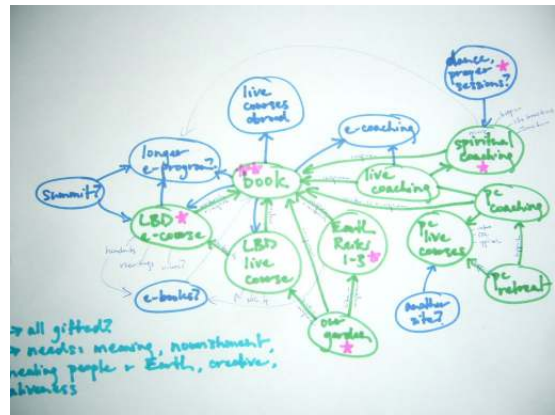 dance,
prayer
sessions?
live
courses
abroad
e-coaching
longer
e-program?
spiritual
coaching
book
live
coaching
summit?
pc
coaching
LBD
e-course
LBD
live
course
Earth
Reiki
1-3
pc
live
courses
pc
retreat
e-books?
another
site?
our
garden
→ all gifted?
→ needs: meaning, nourishment,
healing people + Earth, creative,
aliveness